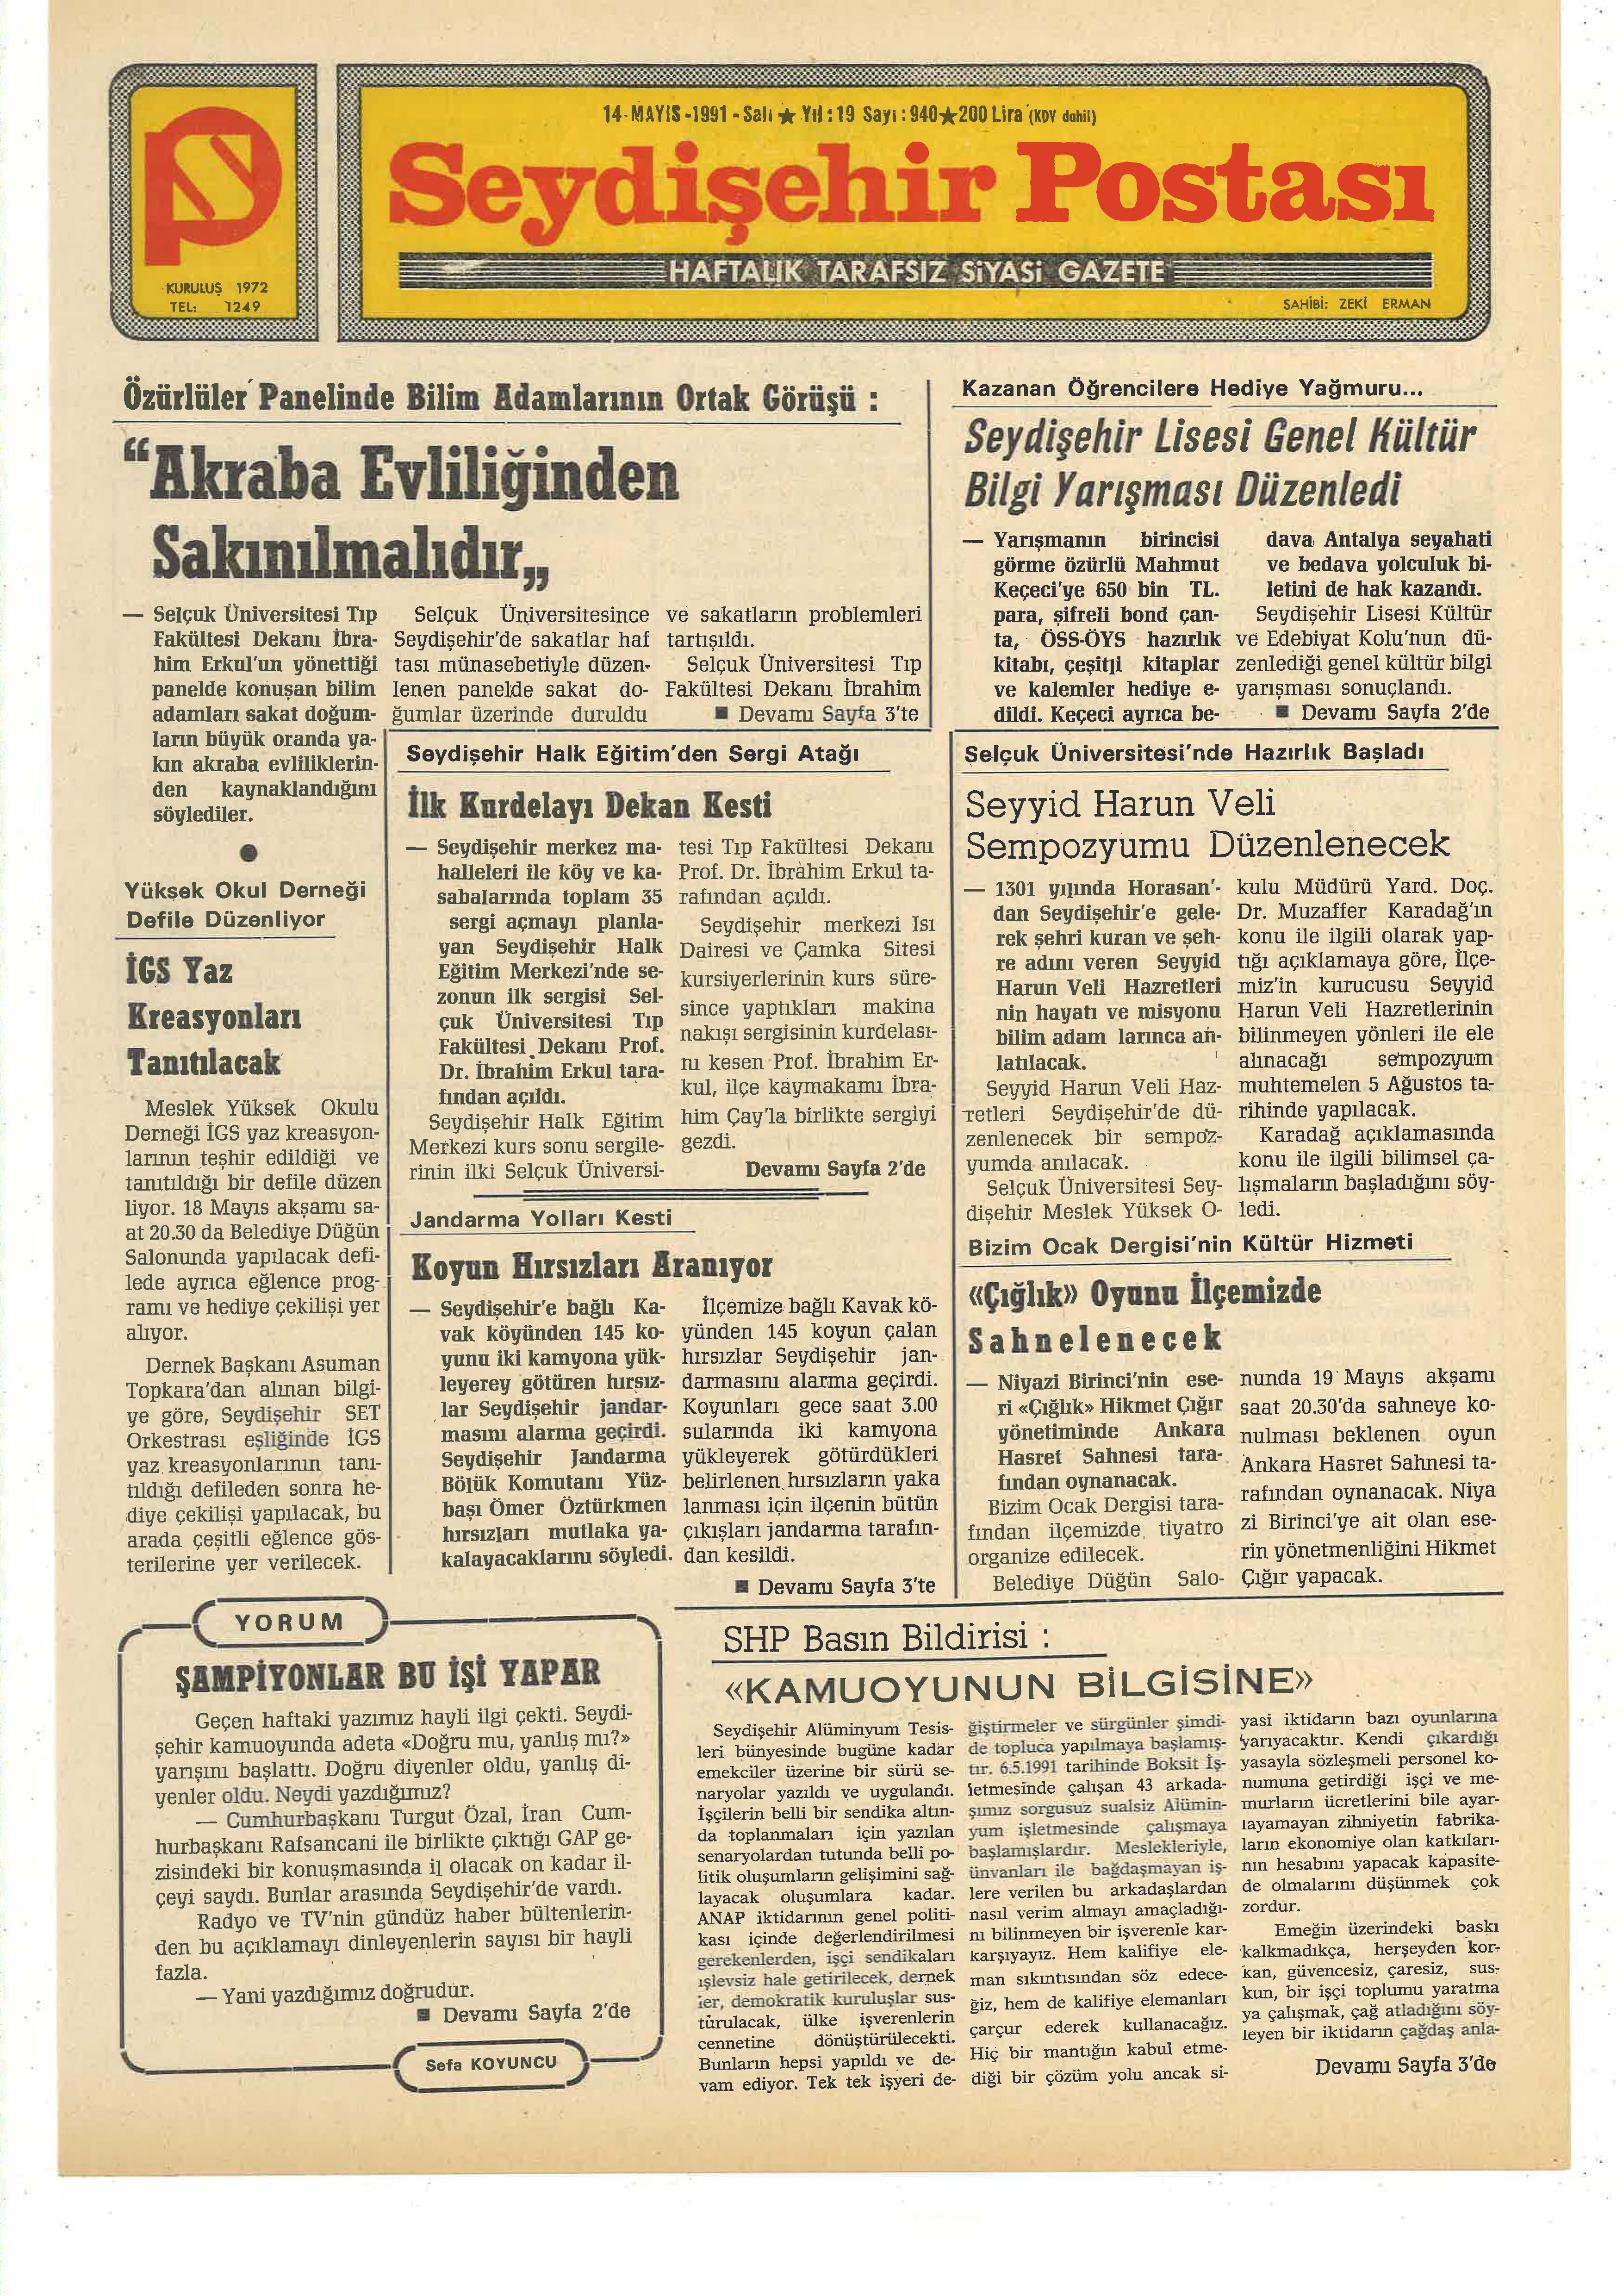 14-MAYIS-1991 - Salı ★ Yıl:19 Sayı:940★200 Lira (KDV dahil)
Seydişehir Postası
HAFTALIK TARAFSIZ SİYASİ GAZETE
SAHİBİ: ZEKİ ERMAN
KURULUŞ 1972
TEL: 1249
Özürlüler Panelinde Bilim Adamlarının Ortak Görüşü :
“Akraba Evliliğinden
Sakınılmalıdır„
— Selçuk Üniversitesi Tıp
Fakültesi Dekanı İbra-
him Erkul'un yönettiği
panelde konuşan bilim
adamları sakat doğum-
ların büyük oranda ya-
kın akraba evliliklerin-
den kaynaklandığını
söylediler.
Selçuk Üniversitesince
Seydişehir'de sakatlar haf
tası münasebetiyle düzen-
lenen panelde sakat do-
ğumlar üzerinde duruldu
ve sakatların problemleri
tartışıldı.
Selçuk Üniversitesi Tıp
Fakültesi Dekanı İbrahim
■ Devamı Sayfa 3'te
Kazanan Öğrencilere Hediye Yağmuru...
Seydişehir Lisesi Genel Kültür
Bilgi Yarışması Düzenledi
— Yarışmanın birincisi
görme özürlü Mahmut
Keçeci'ye 650 bin TL.
para, şifreli bond çan-
ta, ÖSS-ÖYS hazırlık
kitabı, çeşitli kitaplar
ve kalemler hediye e-
dildi. Keçeci ayrıca be-
dava Antalya seyahati
ve bedava yolculuk bi-
letini de hak kazandı.
Seydişehir Lisesi Kültür
ve Edebiyat Kolu'nun dü-
zenlediği genel kültür bilgi
yarışması sonuçlandı.
■ Devamı Sayfa 2'de
Yüksek Okul Derneği
Defile Düzenliyor
İGS Yaz
Kreasyonları
Tanıtılacak
Meslek Yüksek Okulu
Derneği İGS yaz kreasyon-
larının teşhir edildiği ve
tanıtıldığı bir defile düzen
liyor. 18 Mayıs akşamı sa-
at 20.30 da Belediye Düğün
Salonunda yapılacak defi-
lede ayrıca eğlence prog-
ramı ve hediye çekilişi yer
alıyor.
Dernek Başkanı Asuman
Topkara'dan alınan bilgi-
ye göre, Seydişehir SET
Orkestrası eşliğinde İGS
yaz kreasyonlarının tanı-
tıldığı defileden sonra he-
diye çekilişi yapılacak, bu
arada çeşitli eğlence gös-
terilerine yer verilecek.
Seydişehir Halk Eğitim'den Sergi Atağı
İlk Kurdelayı Dekan Kesti
— Seydişehir merkez ma-
halleleri ile köy ve ka-
sabalarında toplam 35
sergi açmayı planla-
yan Seydişehir Halk
Eğitim Merkezi'nde se-
zonun ilk sergisi Sel-
çuk Üniversitesi Tıp
Fakültesi Dekanı Prof.
Dr. İbrahim Erkul tara-
fından açıldı.
Seydişehir Halk Eğitim
Merkezi kurs sonu sergile-
rinin ilki Selçuk Üniversi-
tesi Tıp Fakültesi Dekanı
Prof. Dr. İbrahim Erkul ta-
rafından açıldı.
Seydişehir merkezi Isı
Dairesi ve Çamka Sitesi
kursiyerlerinin kurs süre-
since yaptıkları makina
nakışı sergisinin kurdelası-
nı kesen Prof. İbrahim Er-
kul, ilçe kaymakamı İbra-
him Çay'la birlikte sergiyi
gezdi.
Devamı Sayfa 2'de
Selçuk Üniversitesi'nde Hazırlık Başladı
Seyyid Harun Veli
Sempozyumu Düzenlenecek
— 1301 yılında Horasan'-
dan Seydişehir'e gele-
rek şehri kuran ve şeh-
re adını veren Seyyid
Harun Veli Hazretleri
nin hayatı ve misyonu
bilim adam larınca an-
latılacak.
Seyyid Harun Veli Haz-
retleri Seydişehir'de dü-
zenlenecek bir sempoz-
yumda anılacak.
Selçuk Üniversitesi Sey-
dişehir Meslek Yüksek O-
kulu Müdürü Yard. Doç.
Dr. Muzaffer Karadağ'ın
konu ile ilgili olarak yap-
tığı açıklamaya göre, İlçe-
miz'in kurucusu Seyyid
Harun Veli Hazretlerinin
bilinmeyen yönleri ile ele
alınacağı sempozyum
muhtemelen 5 Ağustos ta-
rihinde yapılacak.
Karadağ açıklamasında
konu ile ilgili bilimsel ça-
lışmaların başladığını söy-
ledi.
Jandarma Yolları Kesti
Koyun Hırsızları Aranıyor
— Seydişehir'e bağlı Ka-
vak köyünden 145 ko-
yunu iki kamyona yük-
leyerey götüren hırsız-
lar Seydişehir jandar-
masını alarma geçirdi.
Seydişehir Jandarma
Bölük Komutanı Yüz-
başı Ömer Öztürkmen
hırsızları mutlaka ya-
kalayacaklarını söyledi.
İlçemize bağlı Kavak kö-
yünden 145 koyun çalan
hırsızlar Seydişehir jan-
darmasını alarma geçirdi.
Koyunları gece saat 3.00
sularında iki kamyona
yükleyerek götürdükleri
belirlenen hırsızların yaka
lanması için ilçenin bütün
çıkışları jandarma tarafın-
dan kesildi.
■ Devamı Sayfa 3'te
Bizim Ocak Dergisi'nin Kültür Hizmeti
«Çığlık» Oyunu İlçemizde
Sahnelenecek
— Niyazi Birinci'nin ese-
ri «Çığlık» Hikmet Çığır
yönetiminde Ankara
Hasret Sahnesi tara-
fından oynanacak.
Bizim Ocak Dergisi tara-
fından ilçemizde tiyatro
organize edilecek.
Belediye Düğün Salo-
nunda 19 Mayıs akşamı
saat 20.30'da sahneye ko-
nulması beklenen oyun
Ankara Hasret Sahnesi ta-
rafından oynanacak. Niya
zi Birinci'ye ait olan ese-
rin yönetmenliğini Hikmet
Çığır yapacak.
YORUM
ŞAMPİYONLAR BU İŞİ YAPAR
Geçen haftaki yazımız hayli ilgi çekti. Seydi-
şehir kamuoyunda adeta «Doğru mu, yanlış mı?»
yarışını başlattı. Doğru diyenler oldu, yanlış di-
yenler oldu. Neydi yazdığımız?
— Cumhurbaşkanı Turgut Özal, İran Cum-
hurbaşkanı Rafsancani ile birlikte çıktığı GAP ge-
zisindeki bir konuşmasında il olacak on kadar il-
çeyi saydı. Bunlar arasında Seydişehir'de vardı.
Radyo ve TV'nin gündüz haber bültenlerin-
den bu açıklamayı dinleyenlerin sayısı bir hayli
fazla.
— Yani yazdığımız doğrudur.
■ Devamı Sayfa 2'de
Sefa KOYUNCU
SHP Basın Bildirisi :
«KAMUOYUNUN BİLGİSİNE»
Seydişehir Alüminyum Tesis-
leri bünyesinde bugüne kadar
emekciler üzerine bir sürü se-
naryolar yazıldı ve uygulandı.
İşçilerin belli bir sendika altın-
da toplanmaları için yazılan
senaryolardan tutunda belli po-
litik oluşumların gelişimini sağ-
layacak oluşumlara kadar.
ANAP iktidarının genel politi-
kası içinde değerlendirilmesi
gerekenlerden, işçi sendikaları
işlevsiz hale getirilecek, dernek
ler, demokratik kuruluşlar sus-
türulacak, ülke işverenlerin
cennetine dönüştürülecekti.
Bunların hepsi yapıldı ve de-
vam ediyor. Tek tek işyeri de-
ğiştirmeler ve sürgünler şimdi-
de topluca yapılmaya başlamış-
tır. 6.5.1991 tarihinde Boksit İş-
letmesinde çalışan 43 arkada-
şımız sorgusuz sualsiz Alümin-
yum işletmesinde çalışmaya
başlamışlardır. Meslekleriyle,
ünvanları ile bağdaşmayan iş-
lere verilen bu arkadaşlardan
nasıl verim almayı amaçladığı-
nı bilinmeyen bir işverenle kar-
karşıyayız. Hem kalifiye ele-
man sıkıntısından söz edece-
ğiz, hem de kalifiye elemanları
çarçur ederek kullanacağız.
Hiç bir mantığın kabul etme-
diği bir çözüm yolu ancak si-
yasi iktidarın bazı oyunlarına
yarıyacaktır. Kendi çıkardığı
yasayla sözleşmeli personel ko-
numuna getirdiği işçi ve me-
murların ücretlerini bile ayar-
layamayan zihniyetin fabrika-
ların ekonomiye olan katkıları-
nın hesabını yapacak kapasite-
de olmalarını düşünmek çok
zordur.
Emeğin üzerindeki baskı
kalkmadıkça, herşeyden kor-
kan, güvencesiz, çaresiz, sus-
kun, bir işçi toplumu yaratma
ya çalışmak, çağ atladığını söy-
leyen bir iktidarın çağdaş anla-
Devamı Sayfa 3'de